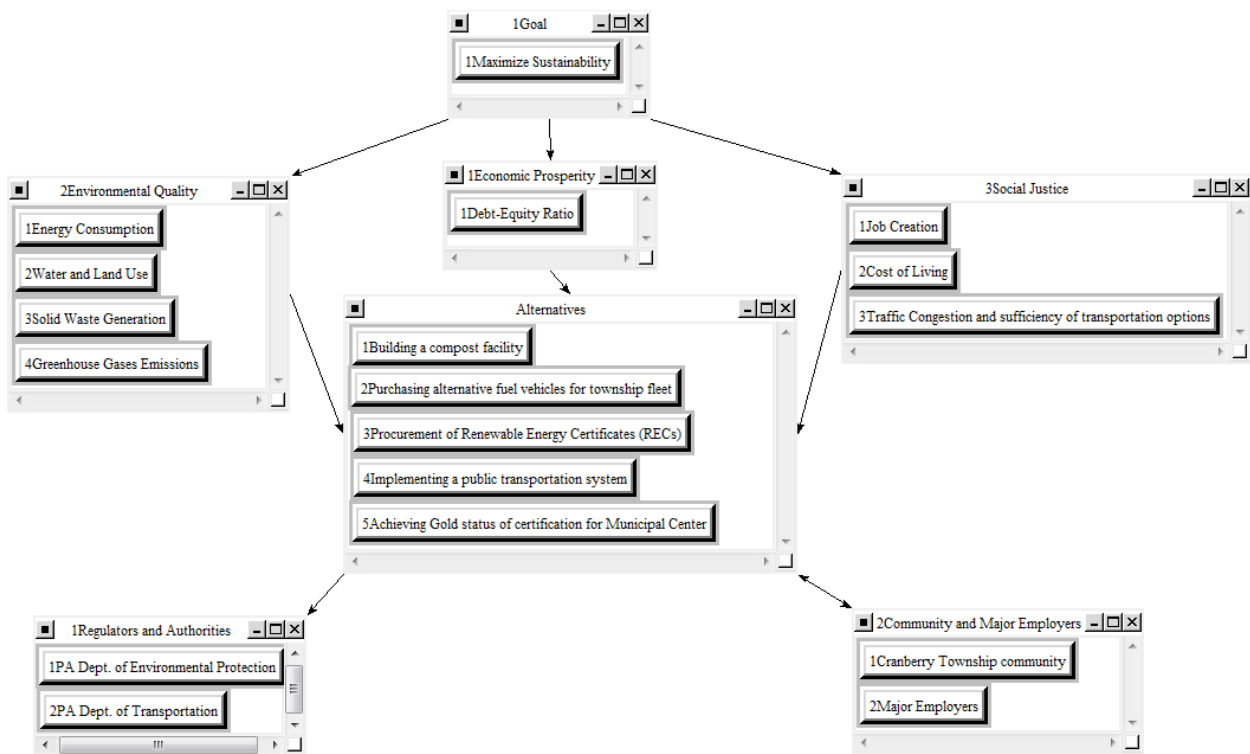 1Goal
1Maximize Sustainability
2Environmental Quality
1Energy Consumption
2Water and Land Use
3Solid Waste Generation
4Greenhouse Gases Emissions
1Economic Prosperity
1Debt-Equity Ratio
3Social Justice
1Job Creation
2Cost of Living
3Traffic Congestion and sufficiency of transportation options
Alternatives
1Building a compost facility
2Purchasing alternative fuel vehicles for township fleet
3Procurement of Renewable Energy Certificates (RECs)
4Implementing a public transportation system
5Achieving Gold status of certification for Municipal Center
1Regulators and Authorities
1PA Dept. of Environmental Protection
2PA Dept. of Transportation
2Community and Major Employers
1Cranberry Township community
2Major Employers